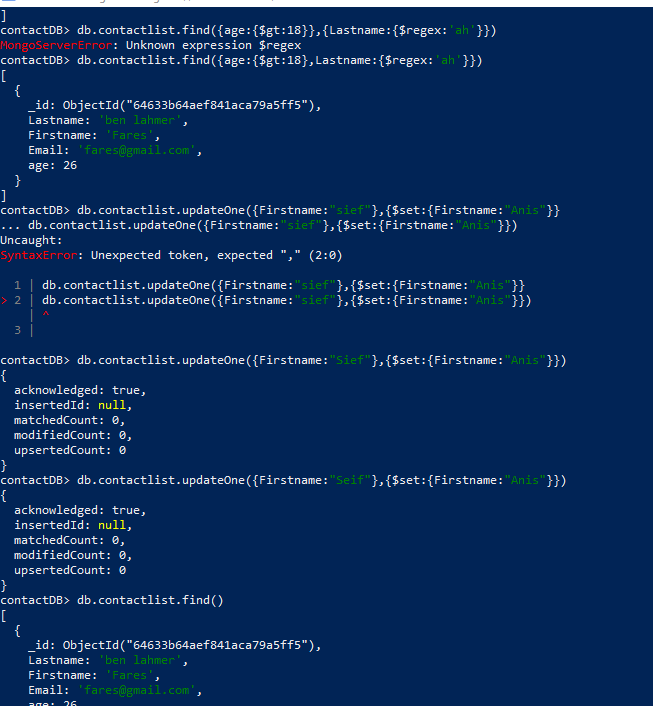 ]
contactDB> db.contactlist.find({age:{$gt:18}},{Lastname:{$regex:'ah'}})
MongoServerError: Unknown expression $regex
contactDB> db.contactlist.find({age:{$gt:18},Lastname:{$regex:'ah'}})
[
  {
    _id: ObjectId("64633b64aef841aca79a5ff5"),
    Lastname: 'ben lahmer',
    Firstname: 'Fares',
    Email: 'fares@gmail.com',
    age: 26
  }
]
contactDB> db.contactlist.updateOne({Firstname:"sief"},{$set:{Firstname:"Anis"}}
... db.contactlist.updateOne({Firstname:"sief"},{$set:{Firstname:"Anis"}})
Uncaught:
SyntaxError: Unexpected token, expected "," (2:0)
  1 | db.contactlist.updateOne({Firstname:"sief"},{$set:{Firstname:"Anis"}}
> 2 | db.contactlist.updateOne({Firstname:"sief"},{$set:{Firstname:"Anis"}})
    | ^
  3 |
contactDB> db.contactlist.updateOne({Firstname:"Sief"},{$set:{Firstname:"Anis"}})
{
  acknowledged: true,
  insertedId: null,
  matchedCount: 0,
  modifiedCount: 0,
  upsertedCount: 0
}
contactDB> db.contactlist.updateOne({Firstname:"Seif"},{$set:{Firstname:"Anis"}})
{
  acknowledged: true,
  insertedId: null,
  matchedCount: 0,
  modifiedCount: 0,
  upsertedCount: 0
}
contactDB> db.contactlist.find()
[
  {
    _id: ObjectId("64633b64aef841aca79a5ff5"),
    Lastname: 'ben lahmer',
    Firstname: 'Fares',
    Email: 'fares@gmail.com',
    age: 26